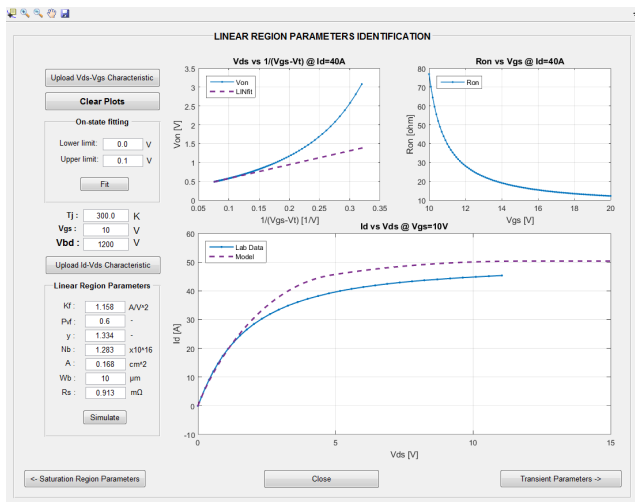 LINEAR REGION PARAMETERS IDENTIFICATION
Upload Vds-Vgs Characteristic
Clear Plots
On-state fitting
Lower limit: 0.0 V
Upper limit: 0.1 V
Fit
Tj : 300.0 K
Vgs : 10 V
Vbd : 1200 V
Upload Id-Vds Characteristic
Linear Region Parameters
Kf : 1.158 A/V^2
Pvf : 0.6 -
y : 1.334 -
Nb : 1.283 x10^16
A : 0.168 cm^2
Wb : 10 µm
Rs : 0.913 mΩ
Simulate
Vds vs 1/(Vgs-Vt) @ Id=40A
Von
LINfit
Von [V]
3.5
3
2.5
2
1.5
1
0.5
0
0.05 0.1 0.15 0.2 0.25 0.3 0.35
1/(Vgs-Vt) [1/V]
Ron vs Vgs @ Id=40A
Ron
Ron [ohm]
80
70
60
50
40
30
20
10
10 12 14 16 18 20
Vgs [V]
Id vs Vds @ Vgs=10V
Lab Data
Model
Id [A]
60
50
40
30
20
10
0
-10
0 5 10 15
Vds [V]
<- Saturation Region Parameters
Close
Transient Parameters ->